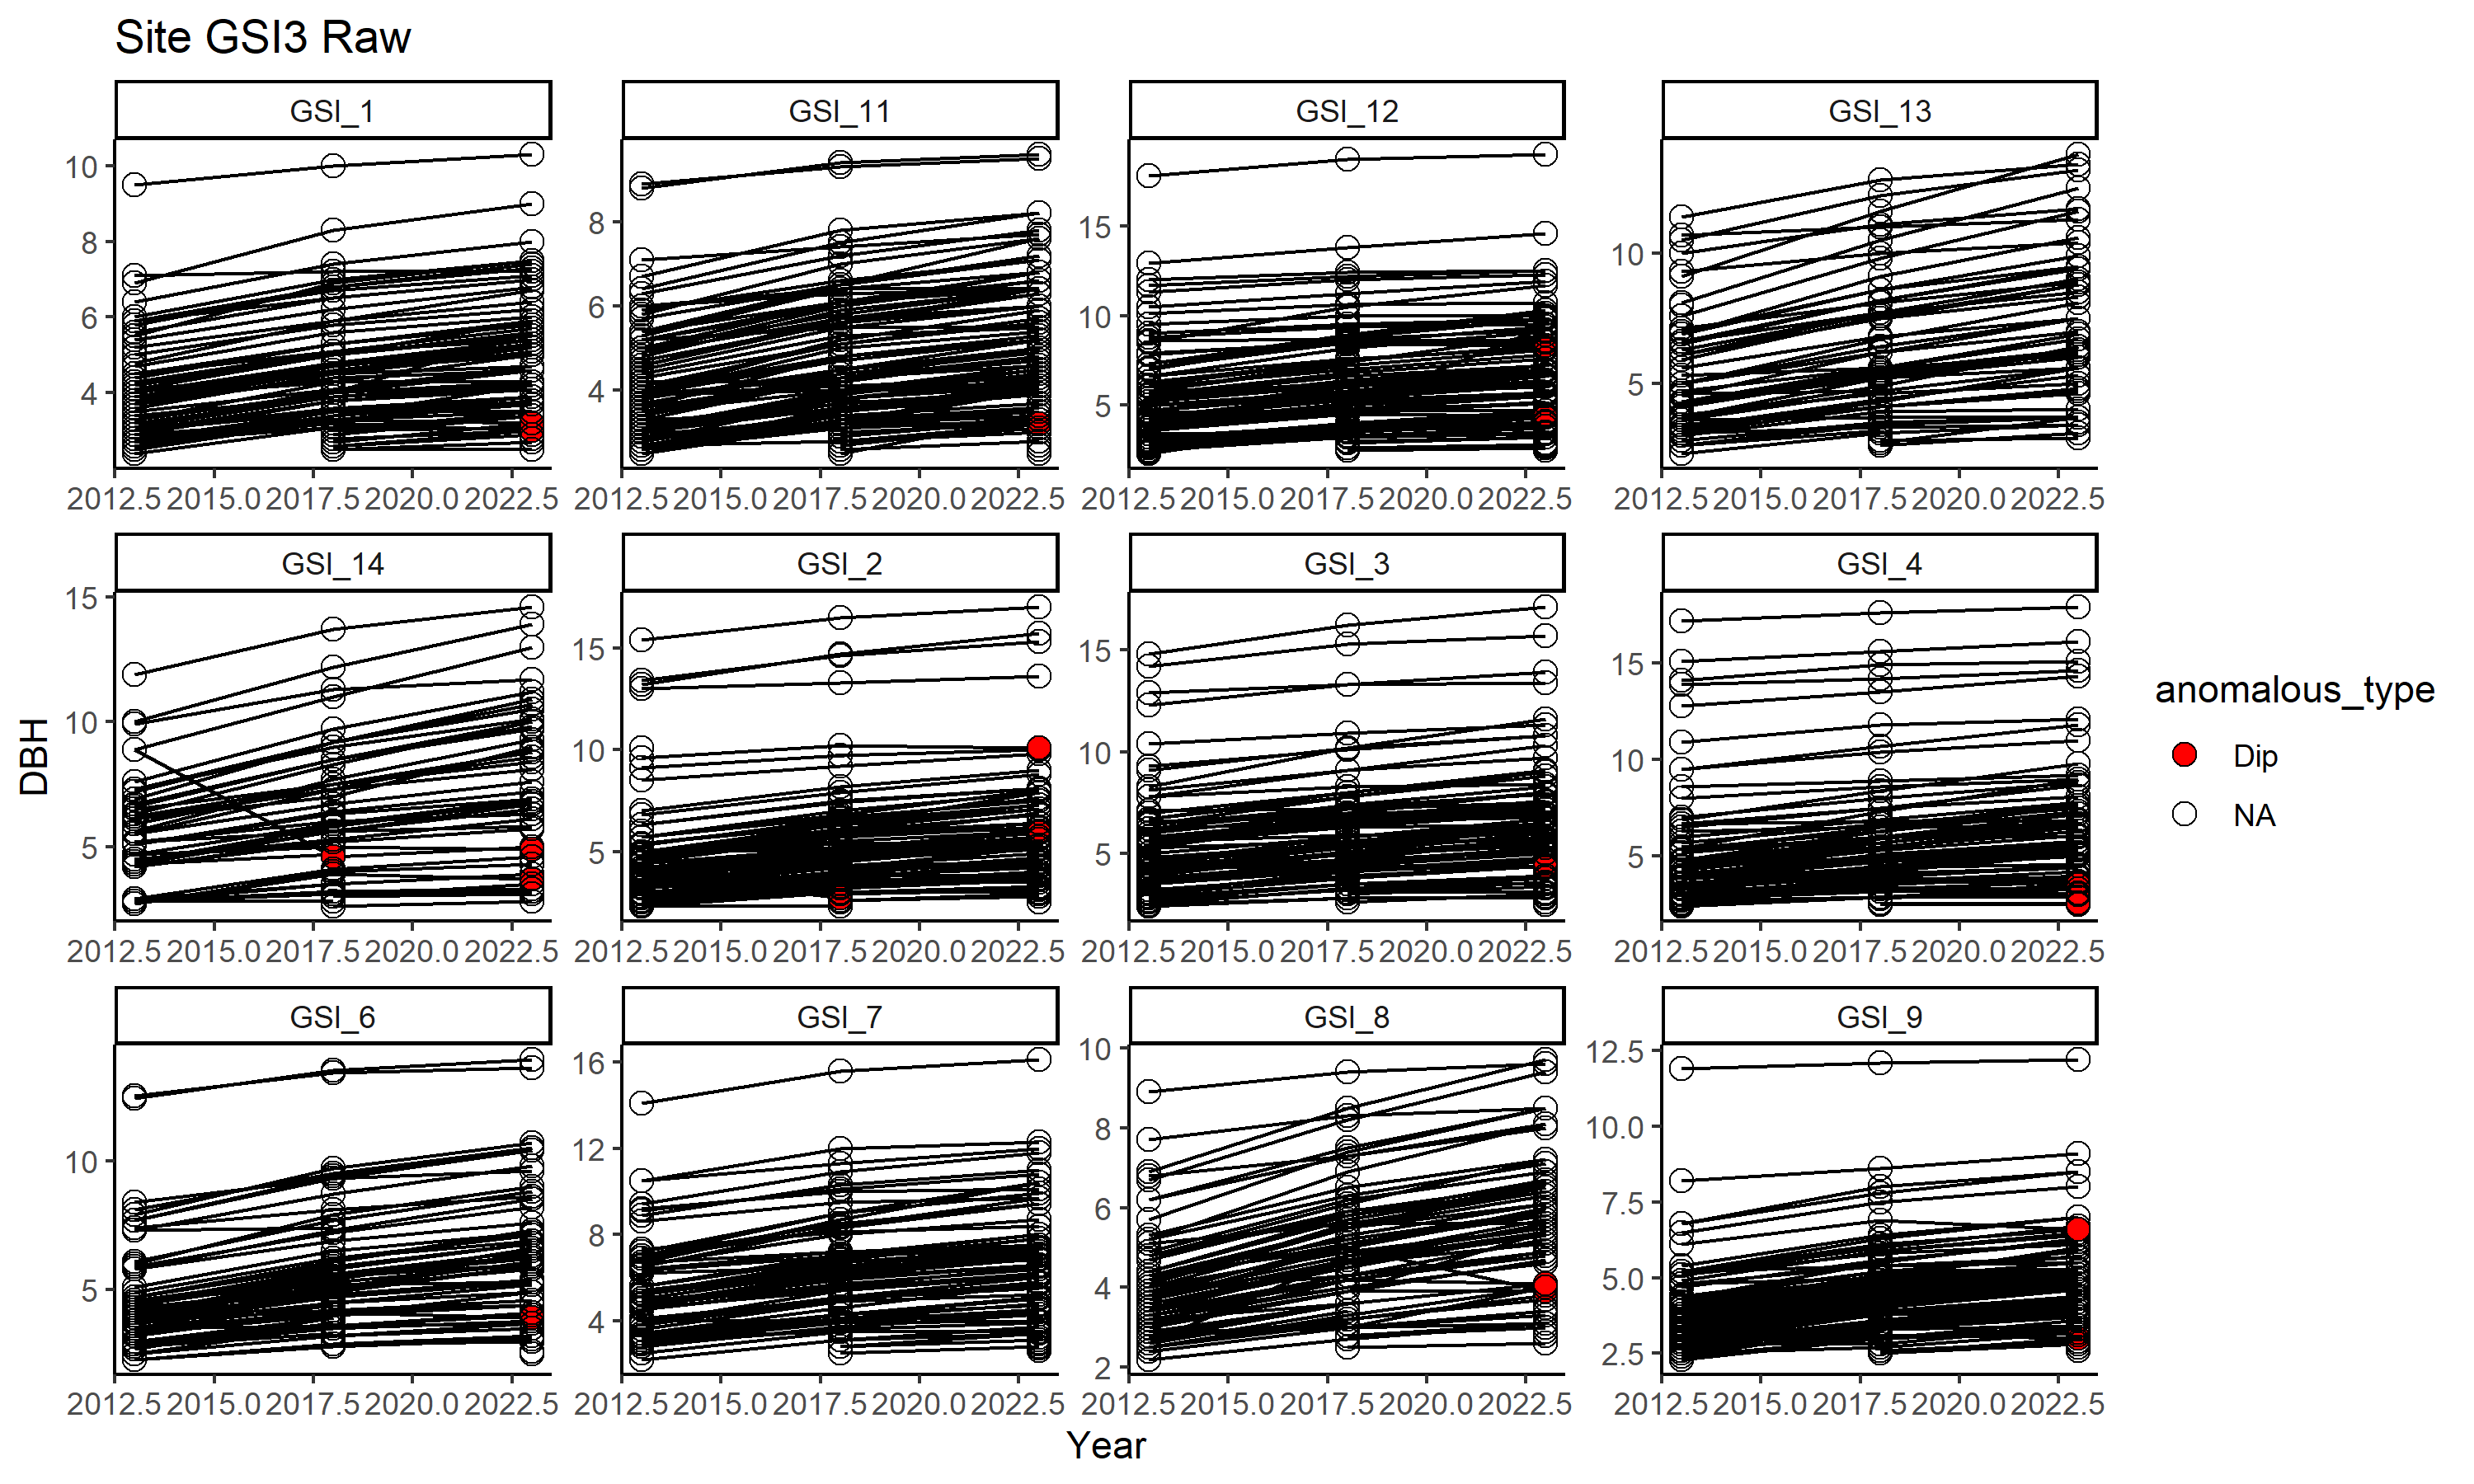 Site GSI3 Raw
GSI_1 GSI_11 GSI_12 GSI_13
10 8 6 4
8 6 4
15 10 5
10 5
2012.5 2015.0 2017.5 2020.0 2022.5 2012.5 2015.0 2017.5 2020.0 2022.5 2012.5 2015.0 2017.5 2020.0 2022.5 2012.5 2015.0 2017.5 2020.0 2022.5
GSI_14 GSI_2 GSI_3 GSI_4
15 10 5
15 10 5
15 10 5
15 10 5
2012.5 2015.0 2017.5 2020.0 2022.5 2012.5 2015.0 2017.5 2020.0 2022.5 2012.5 2015.0 2017.5 2020.0 2022.5 2012.5 2015.0 2017.5 2020.0 2022.5
GSI_6 GSI_7 GSI_8 GSI_9
10 5
16 12 8 4
10 8 6 4 2
12.5 10.0 7.5 5.0 2.5
2012.5 2015.0 2017.5 2020.0 2022.5 2012.5 2015.0 2017.5 2020.0 2022.5 2012.5 2015.0 2017.5 2020.0 2022.5 2012.5 2015.0 2017.5 2020.0 2022.5
DBH
Year
anomalous_type
Dip
NA